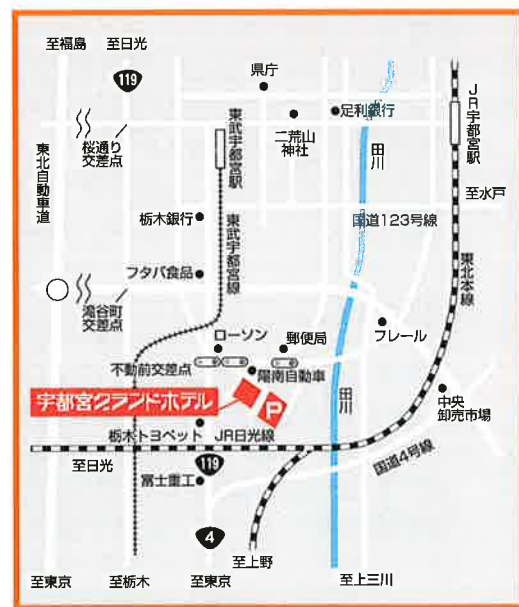 至福島
至日光
119
県庁
足利銀行
二荒山
神社
JR宇都宮駅
東武宇都宮駅
田川
桜通り
交差点
東北自動車道
至水戸
栃木銀行
東武宇都宮線
国道123号線
東北本線
フタバ食品
滝谷町
交差点
ローソン
郵便局
フレール
不動前交差点
陽南自動車
宇都宮グランドホテル
P
田川
中央
卸売市場
栃木トヨペット
JR日光線
至日光
119
国道4号線
富士重工
4
至上野
至東京
至栃木
至東京
至上三川